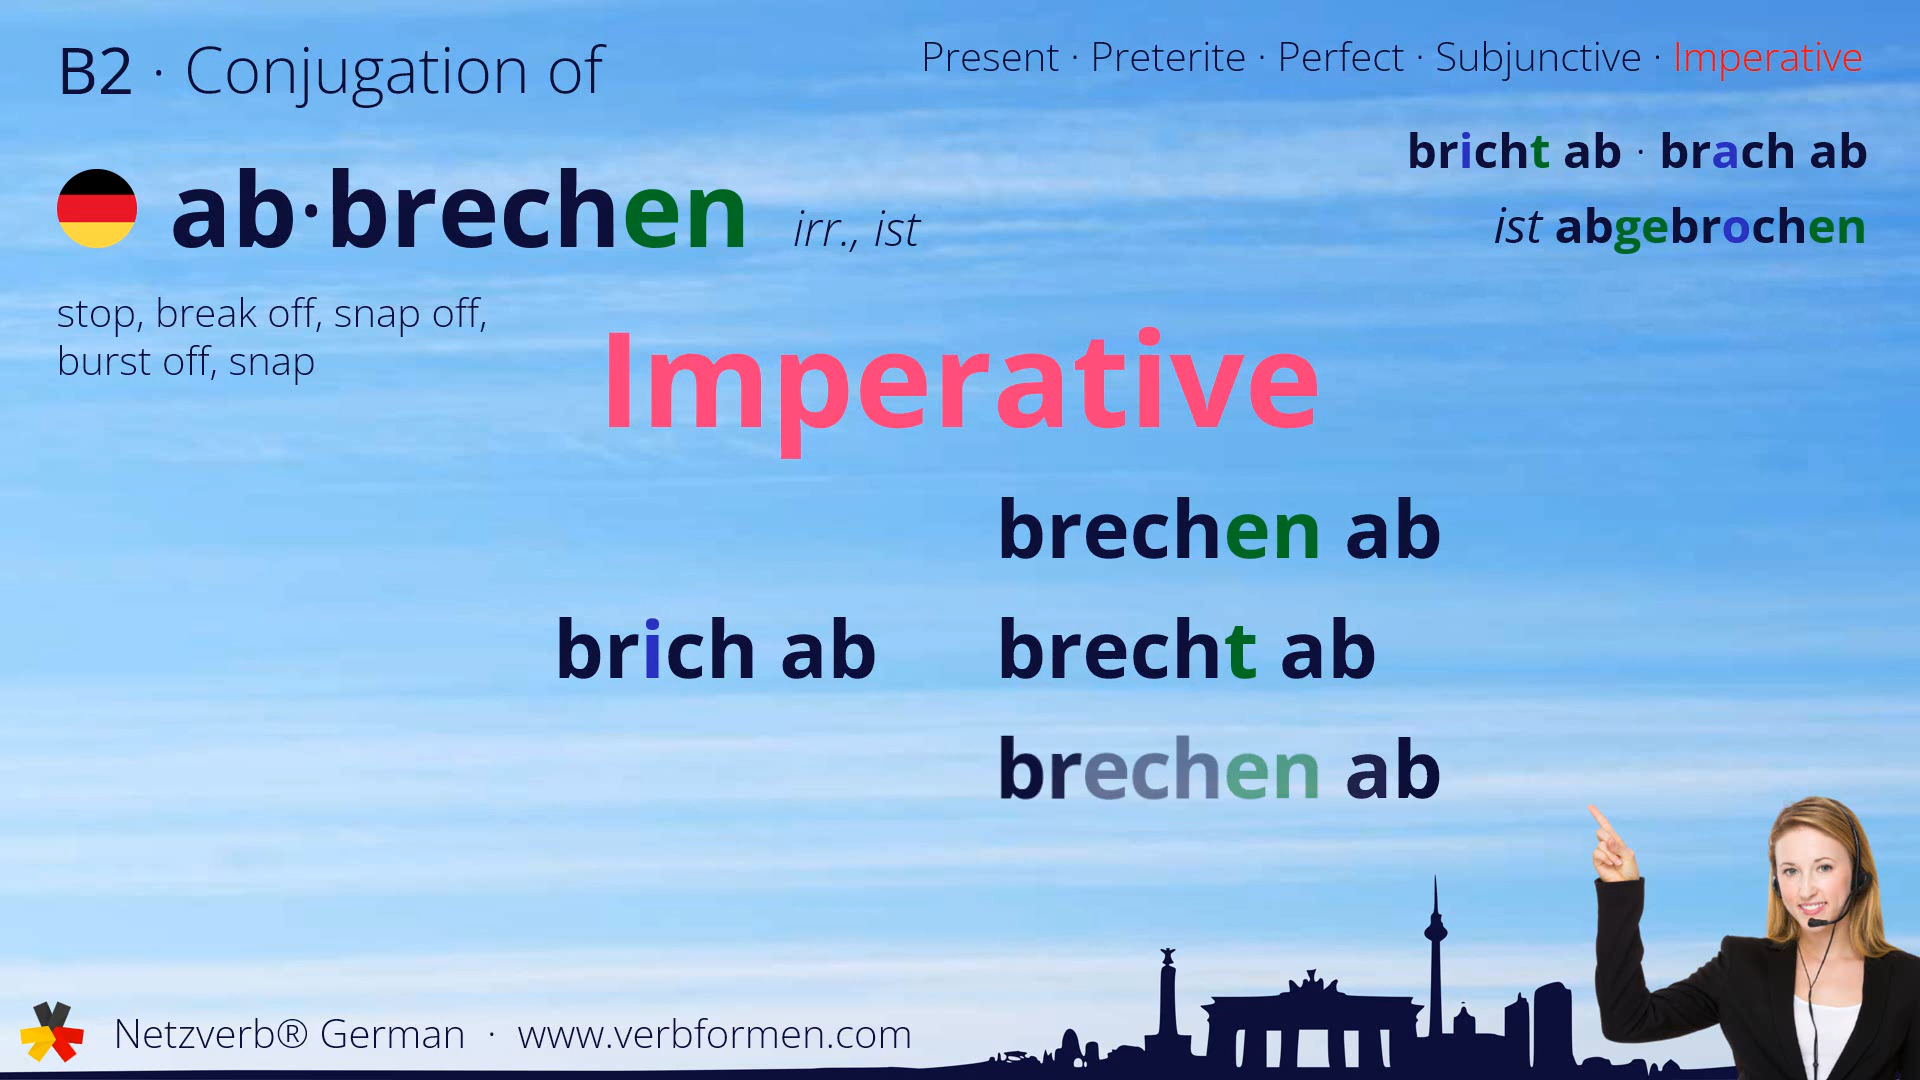 B2 · Conjugation of
Present · Preterite · Perfect · Subjunctive · Imperative
ab·brechen irr., ist
bricht ab · brach ab
ist abgebrochen
stop, break off, snap off,
burst off, snap
Imperative
brechen ab
brich ab brecht ab
brechen ab
Netzverb® German · www.verbformen.com